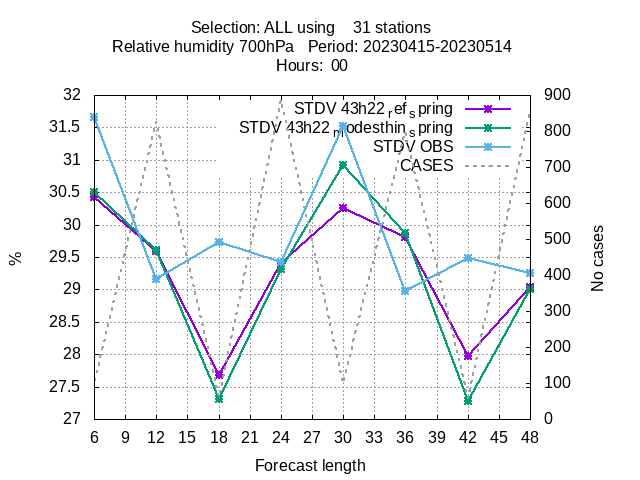 Selection: ALL using    31 stations
Relative humidity 700hPa   Period: 20230415-20230514
Hours:  00
STDV 43h22_ref_spring
STDV 43h22_modesthin_spring
STDV OBS
CASES
32
31.5
31
30.5
30
29.5
29
28.5
28
27.5
27
%
900
800
700
600
500
400
300
200
100
0
No cases
6 9 12 15 18 21 24 27 30 33 36 39 42 45 48
Forecast length